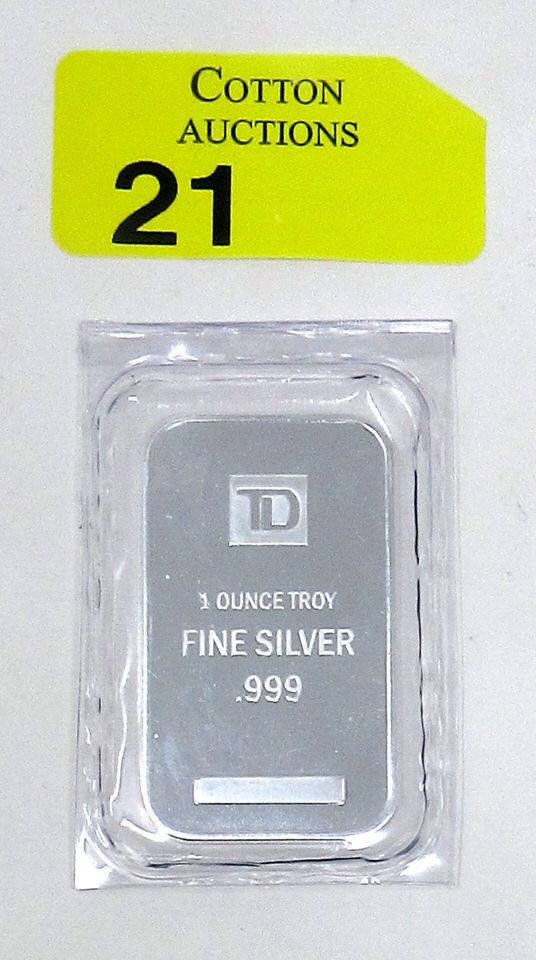 COTTON
AUCTIONS
21
TD
1 OUNCE TROY
FINE SILVER
.999